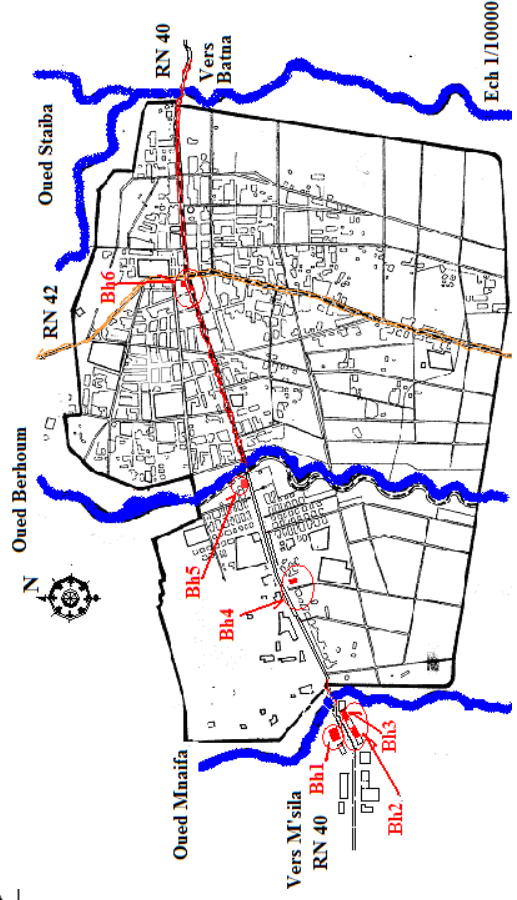 Oued Berhoum
N
Oued Staiba
RN 42
Bh6
RN 40
Vers
Batna
Oued Mnaifa
Bh5
Bh4
Vers M'sila
RN 40
Bh1
Bh3
Bh2
Ech 1/10000